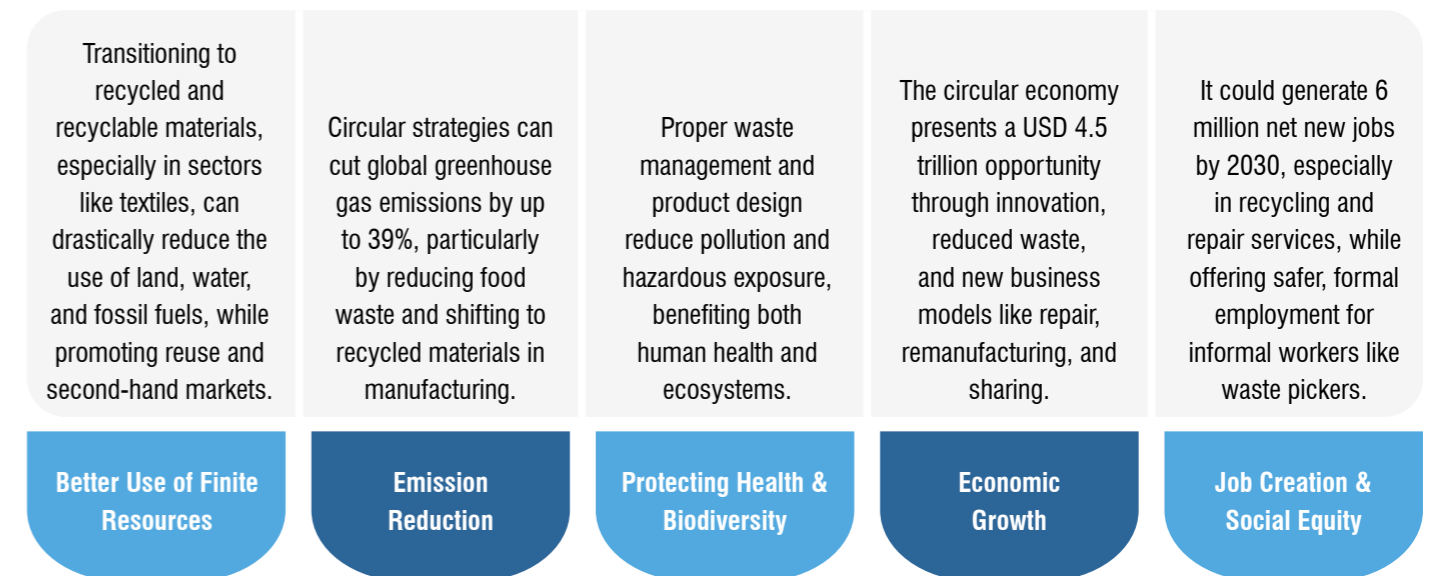 Transitioning to
recycled and
recyclable materials,
especially in sectors
like textiles, can
drastically reduce the
use of land, water,
and fossil fuels, while
promoting reuse and
second-hand markets.
Better Use of Finite
Resources
Circular strategies can
cut global greenhouse
gas emissions by up
to 39%, particularly
by reducing food
waste and shifting to
recycled materials in
manufacturing.
Emission
Reduction
Proper waste
management and
product design
reduce pollution and
hazardous exposure,
benefiting both
human health and
ecosystems.
Protecting Health &
Biodiversity
The circular economy
presents a USD 4.5
trillion opportunity
through innovation,
reduced waste,
and new business
models like repair,
remanufacturing, and
sharing.
Economic
Growth
It could generate 6
million net new jobs
by 2030, especially
in recycling and
repair services, while
offering safer, formal
employment for
informal workers like
waste pickers.
Job Creation &
Social Equity